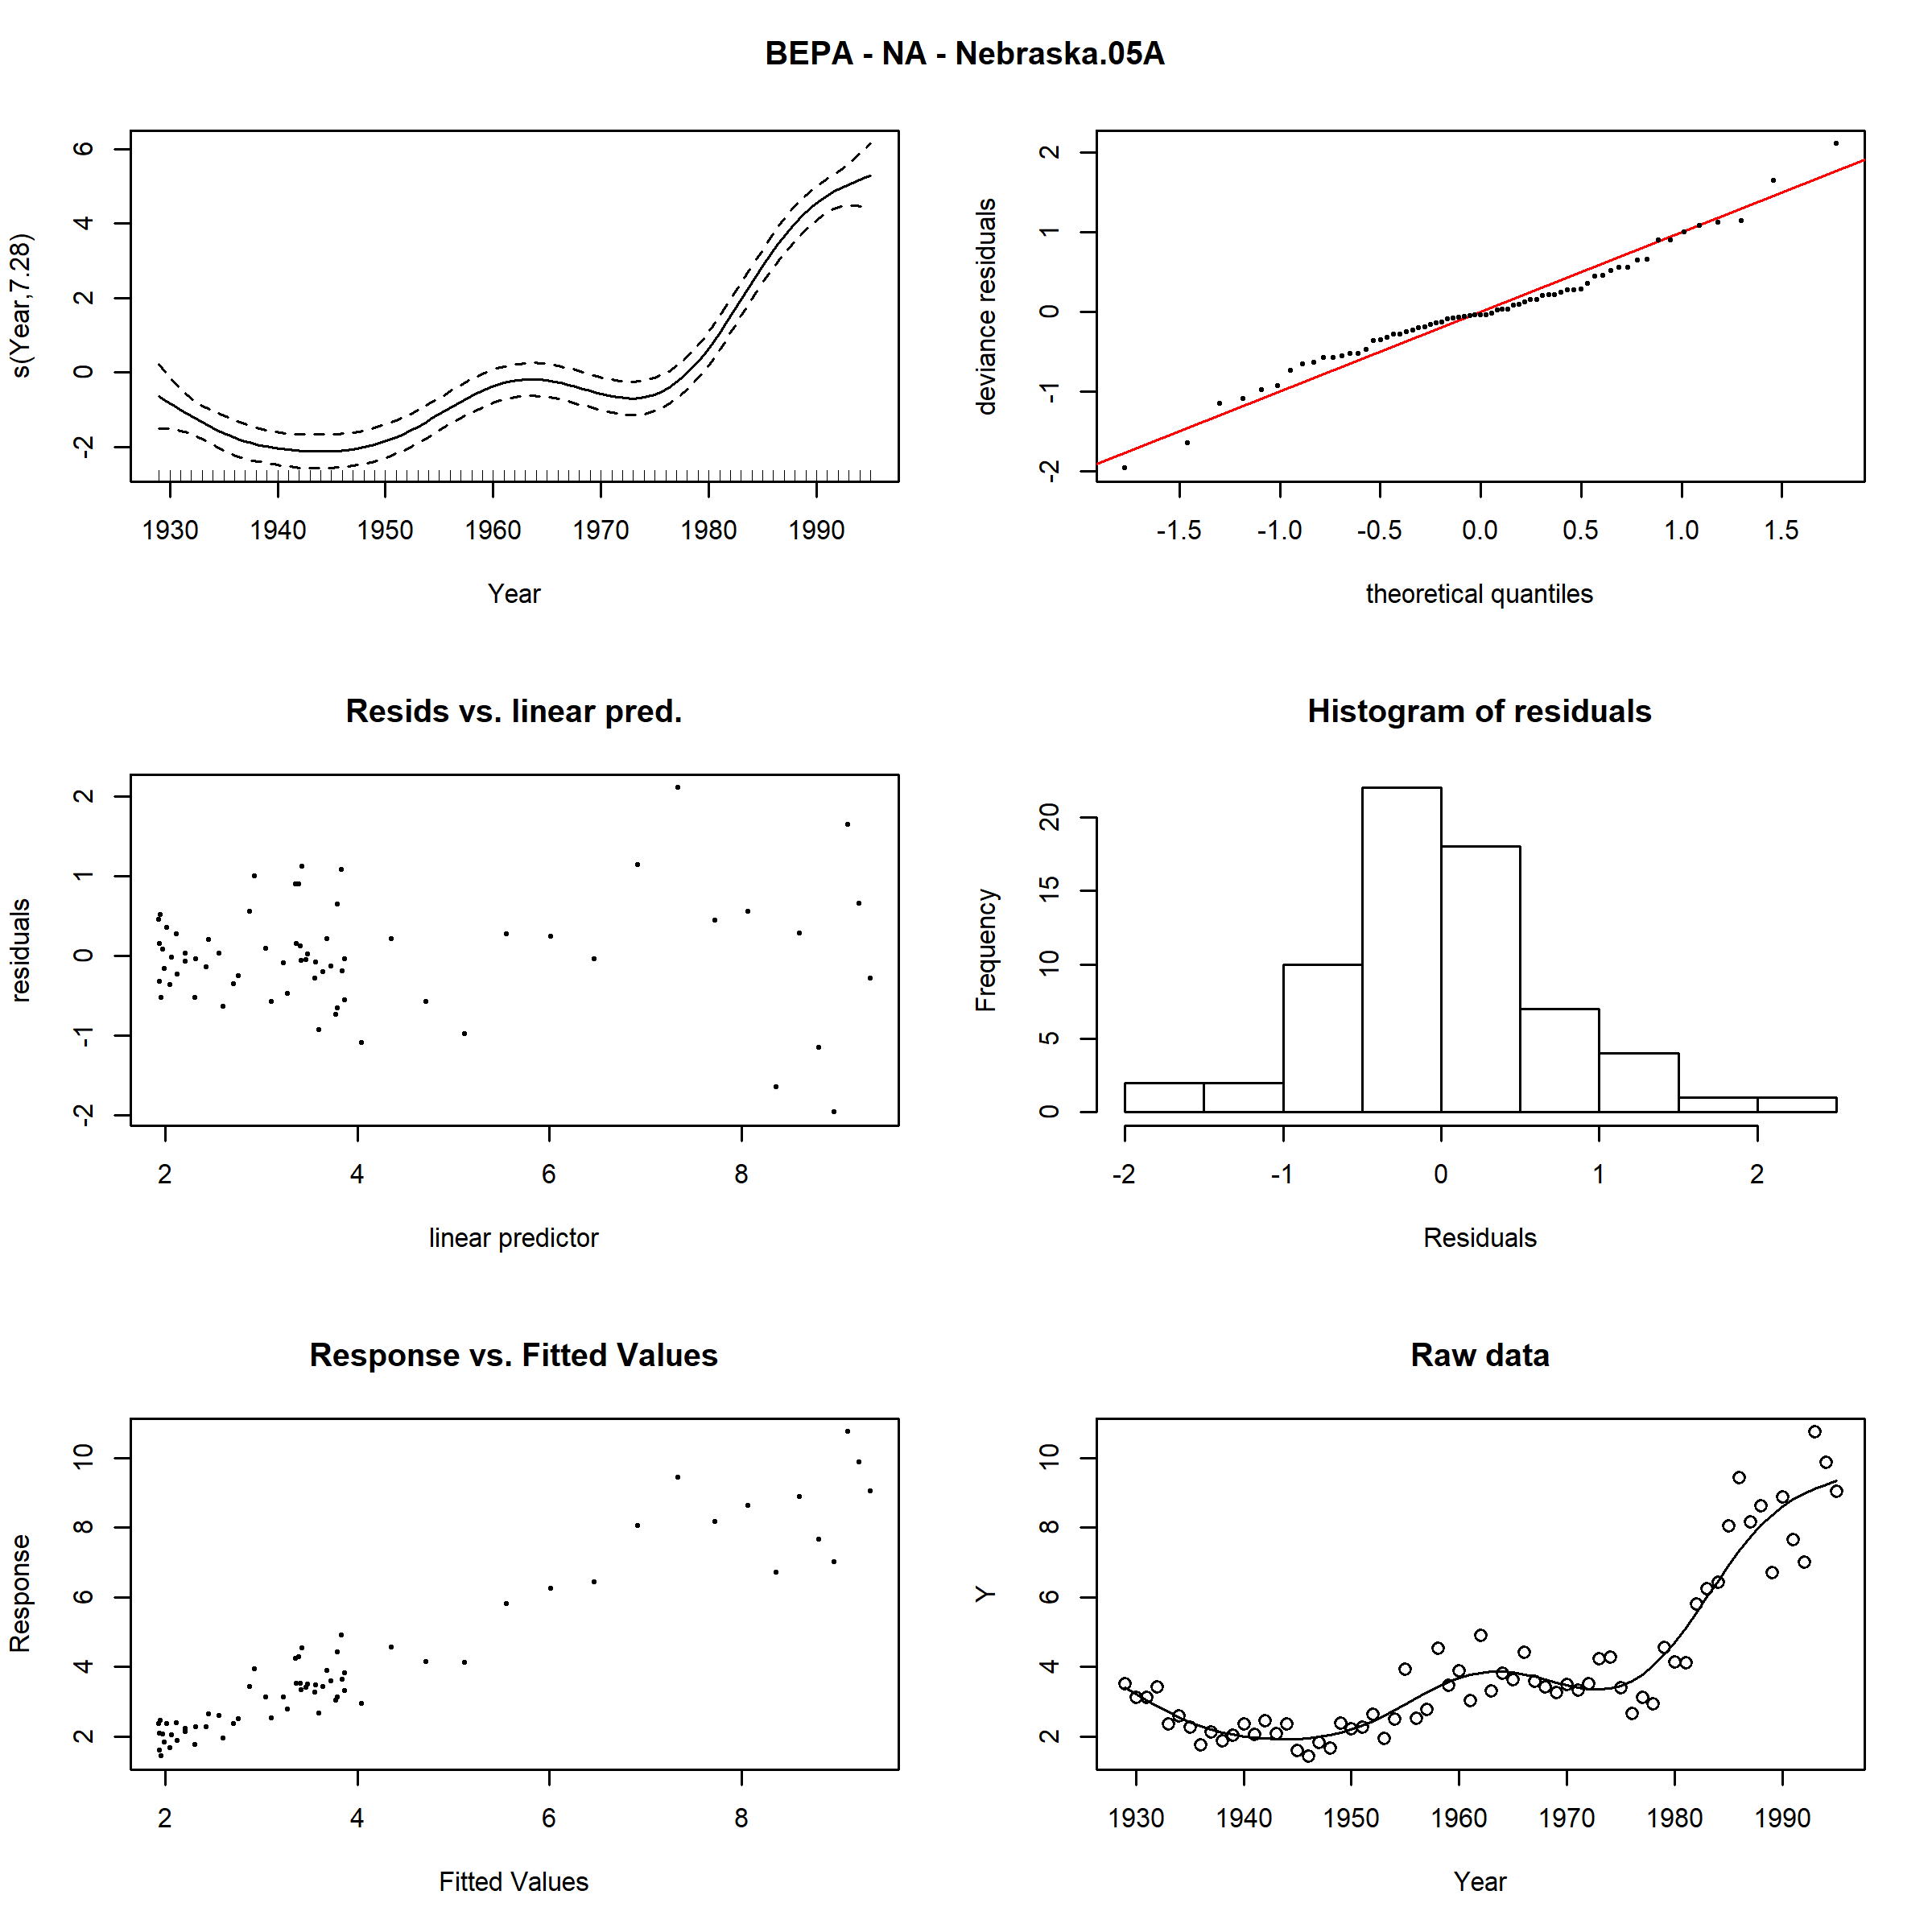 BEPA - NA - Nebraska.05A
s(Year,7.28)
6
4
2
0
-2
1930 1940 1950 1960 1970 1980 1990
Year
deviance residuals
2
1
0
-1
-2
-1.5 -1.0 -0.5 0.0 0.5 1.0 1.5
theoretical quantiles
Resids vs. linear pred.
residuals
2
1
0
-1
-2
2 4 6 8
linear predictor
Histogram of residuals
Frequency
20
15
10
5
0
-2 -1 0 1 2
Residuals
Response vs. Fitted Values
Response
10
8
6
4
2
2 4 6 8
Fitted Values
Raw data
Y
10
8
6
4
2
1930 1940 1950 1960 1970 1980 1990
Year